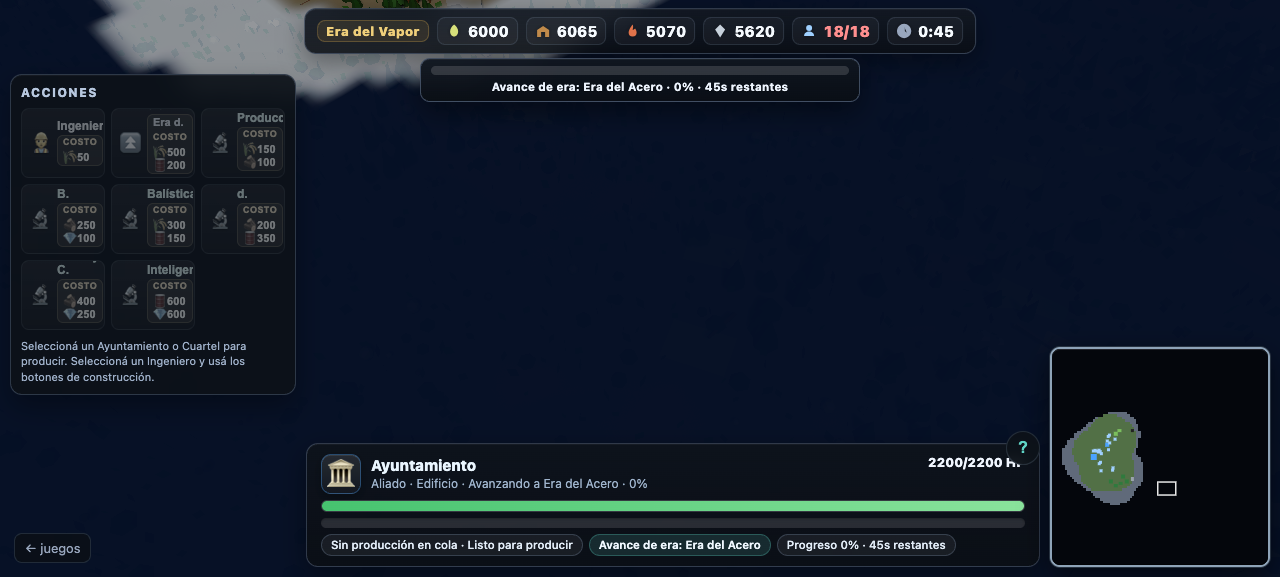 Era del Vapor 6000 6065 5070 5620 18/18 0:45
Avance de era: Era del Acero · 0% · 45s restantes
ACCIONES
Ingenier
COSTO
50
Era d.
COSTO
500
200
Producc
COSTO
150
100
B.
COSTO
250
100
Balística
COSTO
300
150
d.
COSTO
200
350
C.
COSTO
400
250
Inteliger
COSTO
600
600
Seleccioná un Ayuntamiento o Cuartel para
producir. Seleccioná un Ingeniero y usá los
botones de construcción.
?
Ayuntamiento
2200/2200
Aliado · Edificio · Avanzando a Era del Acero · 0%
Sin producción en cola · Listo para producir
Avance de era: Era del Acero
Progreso 0% · 45s restantes
← juegos